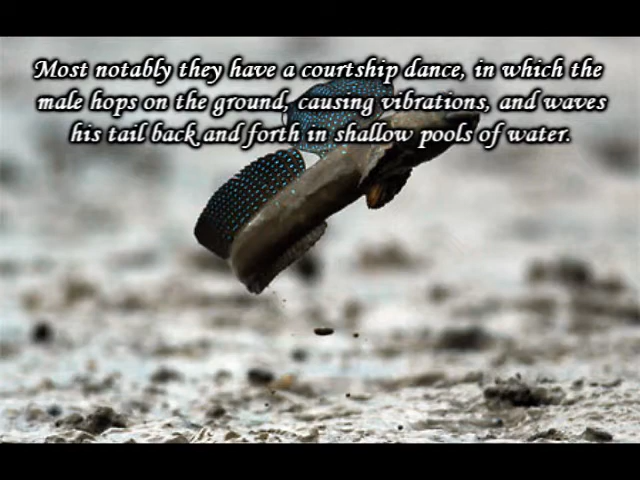 Most notably they have a courtship dance, in which the
male hops on the ground, causing vibrations, and waves
his tail back and forth in shallow pools of water.